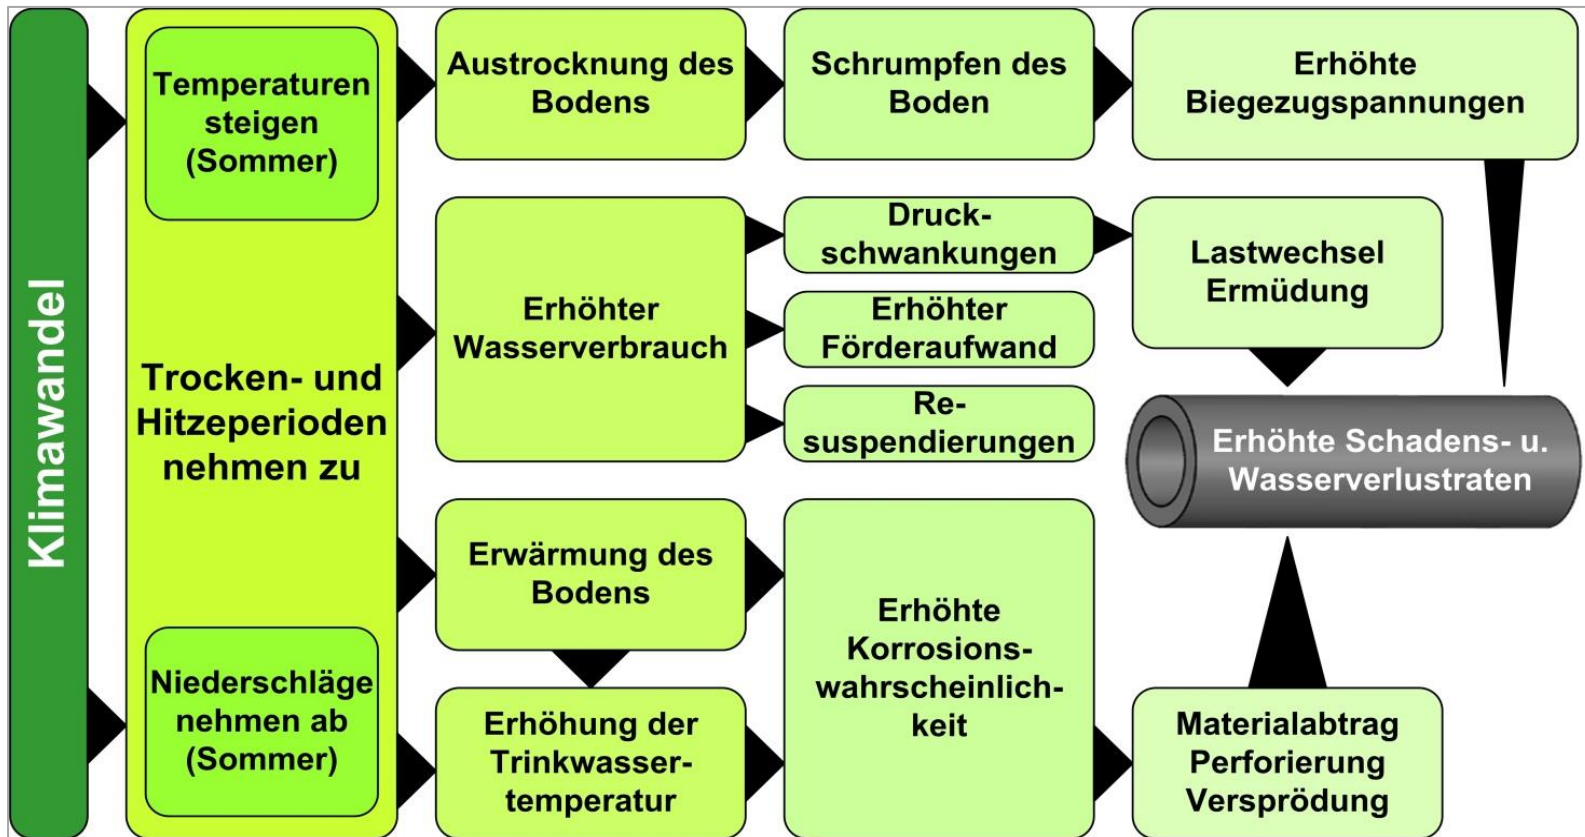 Klimawandel
Temperaturen
steigen
(Sommer)
Trocken- und
Hitzeperioden
nehmen zu
Niederschläge
nehmen ab
(Sommer)
Austrocknung des
Bodens
Schrumpfen des
Boden
Erhöhte
Biegezugspannungen
Erhöhter
Wasserverbrauch
Druck-
schwankungen
Lastwechsel
Ermüdung
Erhöhter
Förderaufwand
Re-
suspendierungen
Erhöhte Schadens- u.
Wasserverlustraten
Erwärmung des
Bodens
Erhöhung der
Trinkwasser-
temperatur
Erhöhte
Korrosions-
wahrscheinlich-
keit
Materialabtrag
Perforierung
Versprödung